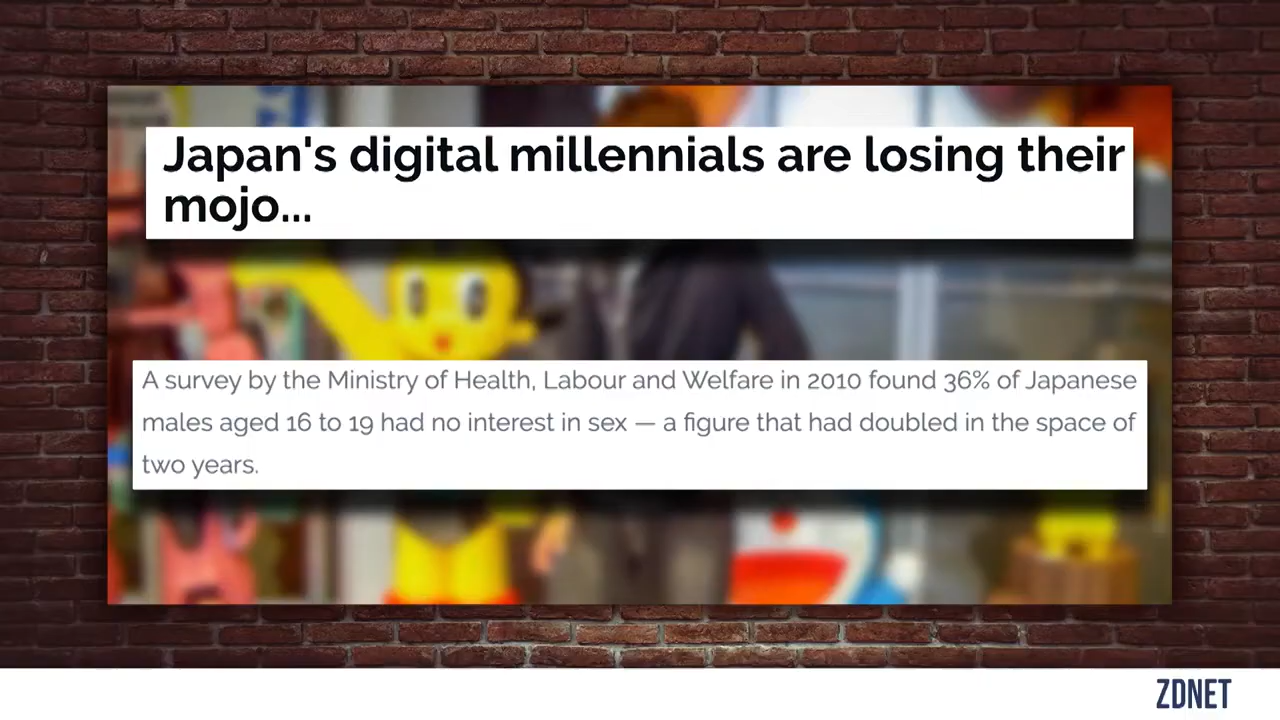 Japan's digital millennials are losing their
mojo...
A survey by the Ministry of Health, Labour and Welfare in 2010 found 36% of Japanese
males aged 16 to 19 had no interest in sex — a figure that had doubled in the space of
two years.
ZDNET